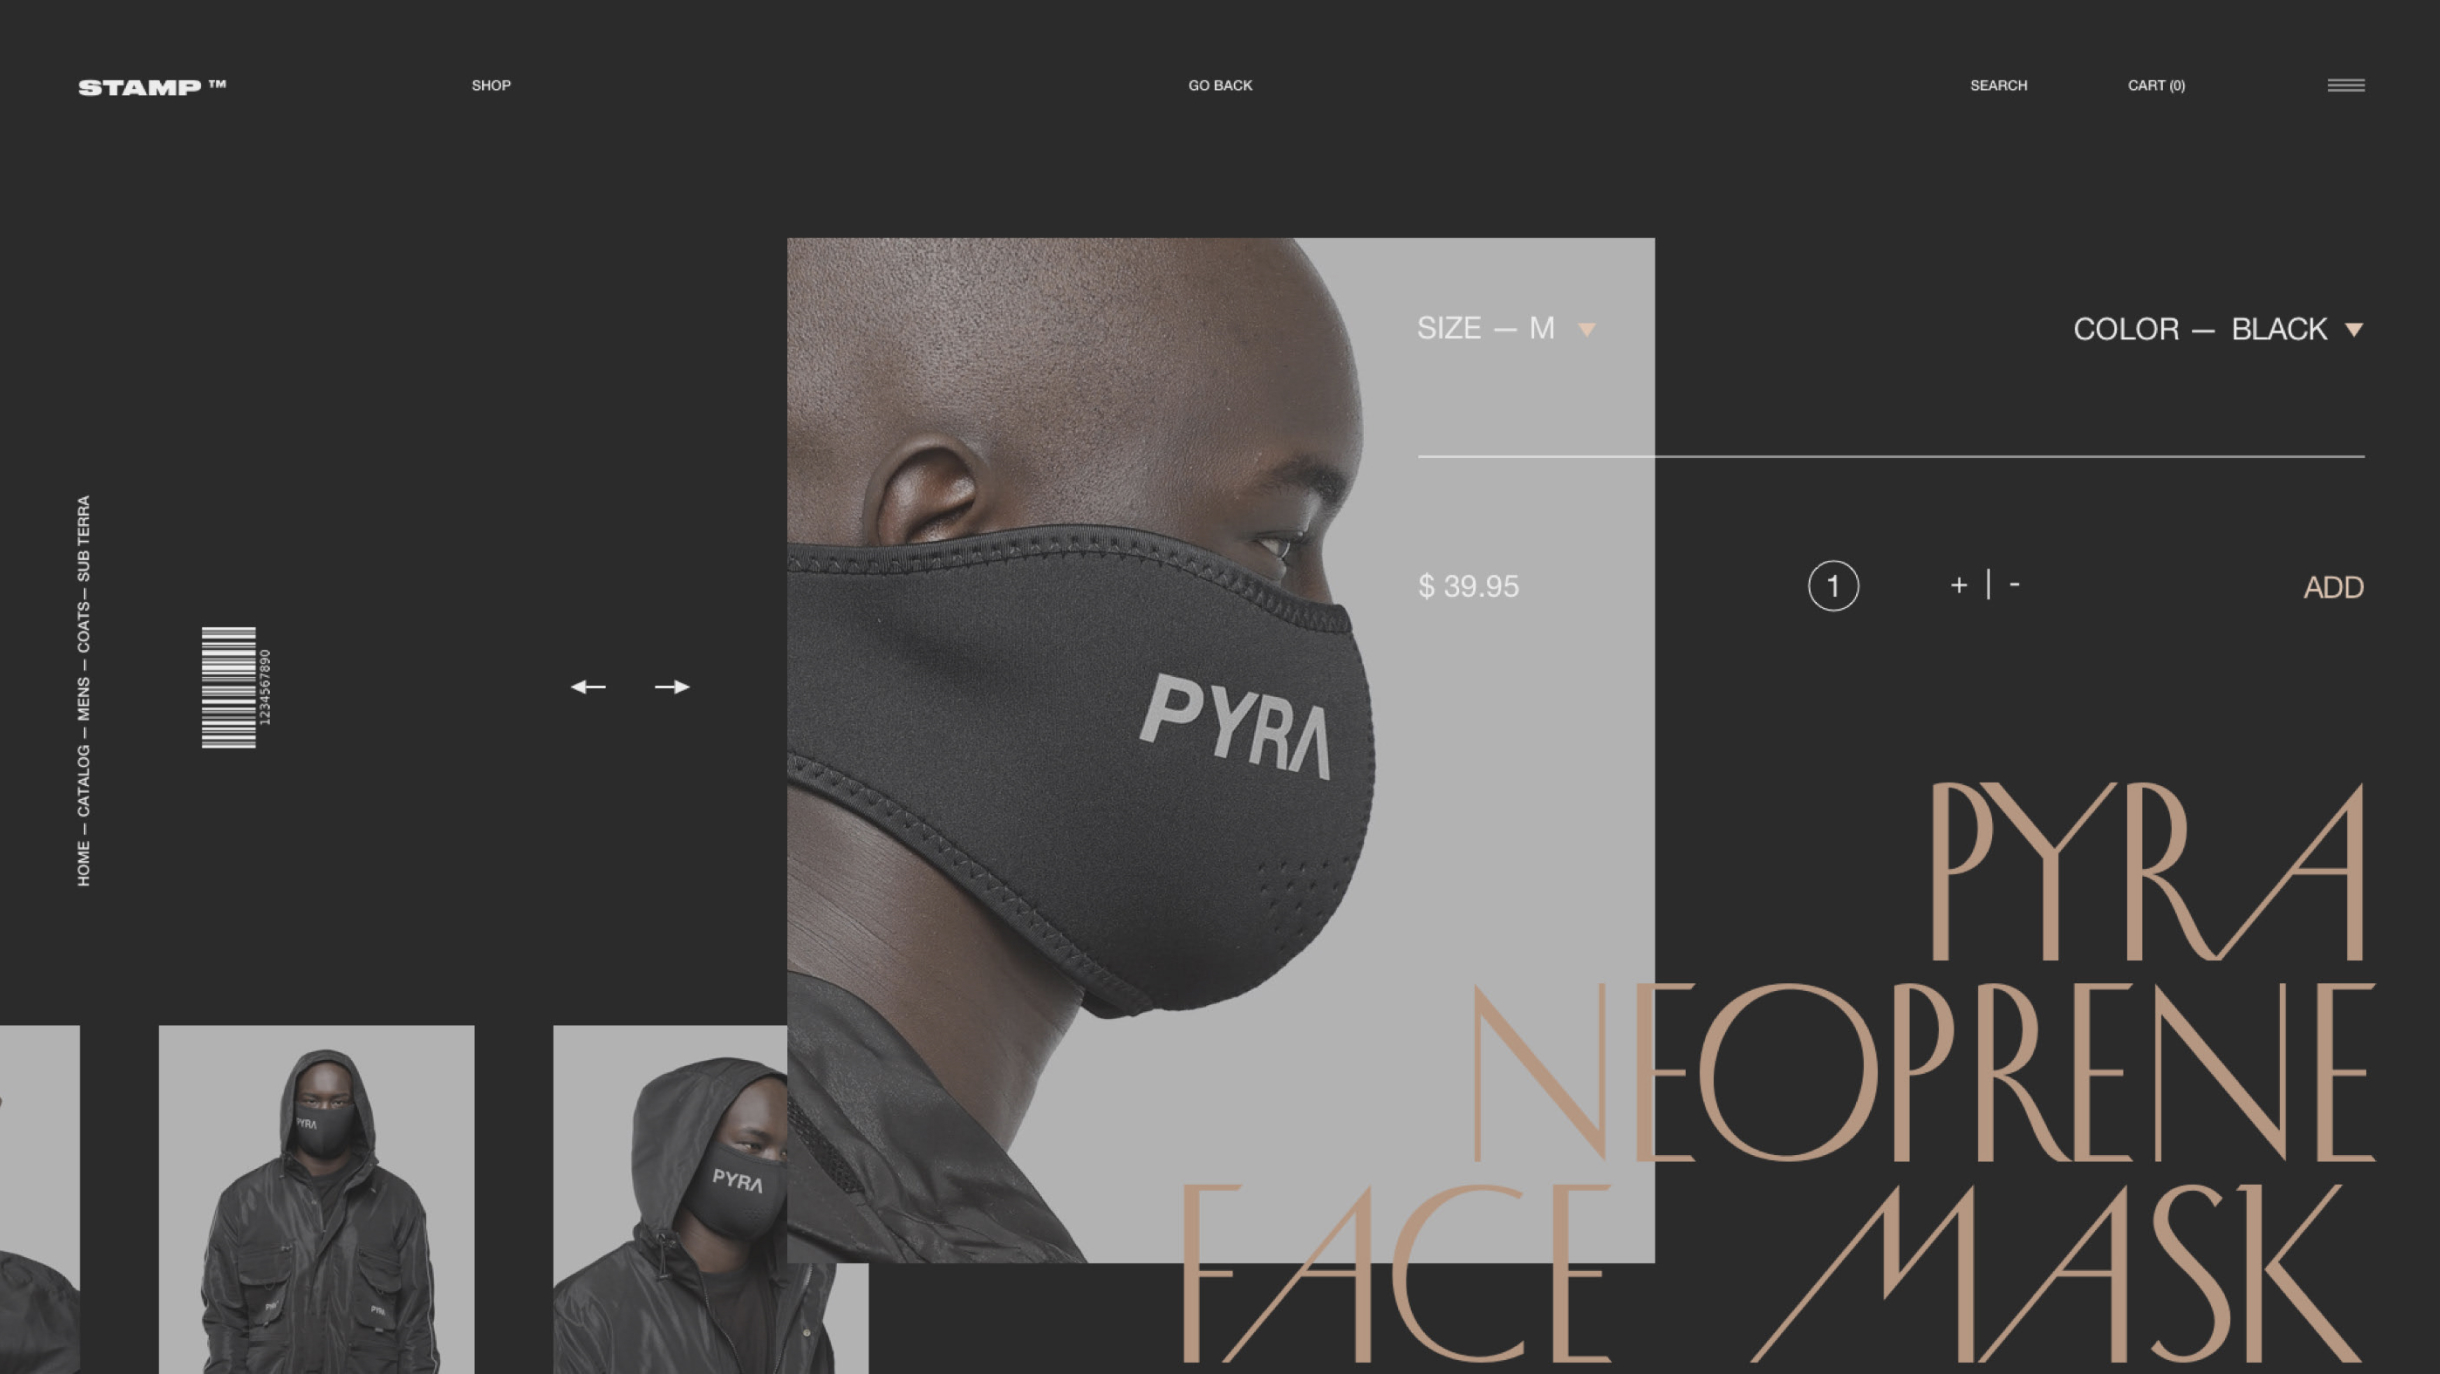 STAMP ™
SHOP
GO BACK
SEARCH
CART (0)
SIZE — M
COLOR — BLACK
$ 39.95
1
+ | -
ADD
HOME — CATALOG — MENS — COATS— SUB TERRA
1234567890
PYRA
PYRA
NEOPRENE
FACE MASK
PYRA
PYRA
PYRA